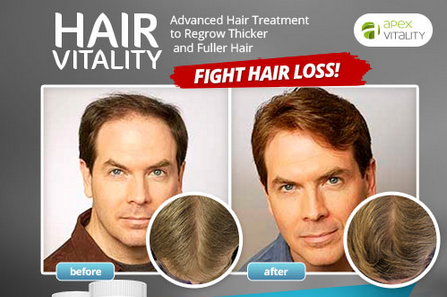 HAIR
VITALITY
Advanced Hair Treatment
to Regrow Thicker
and Fuller Hair
apex
VITALITY
FIGHT HAIR LOSS!
before
after